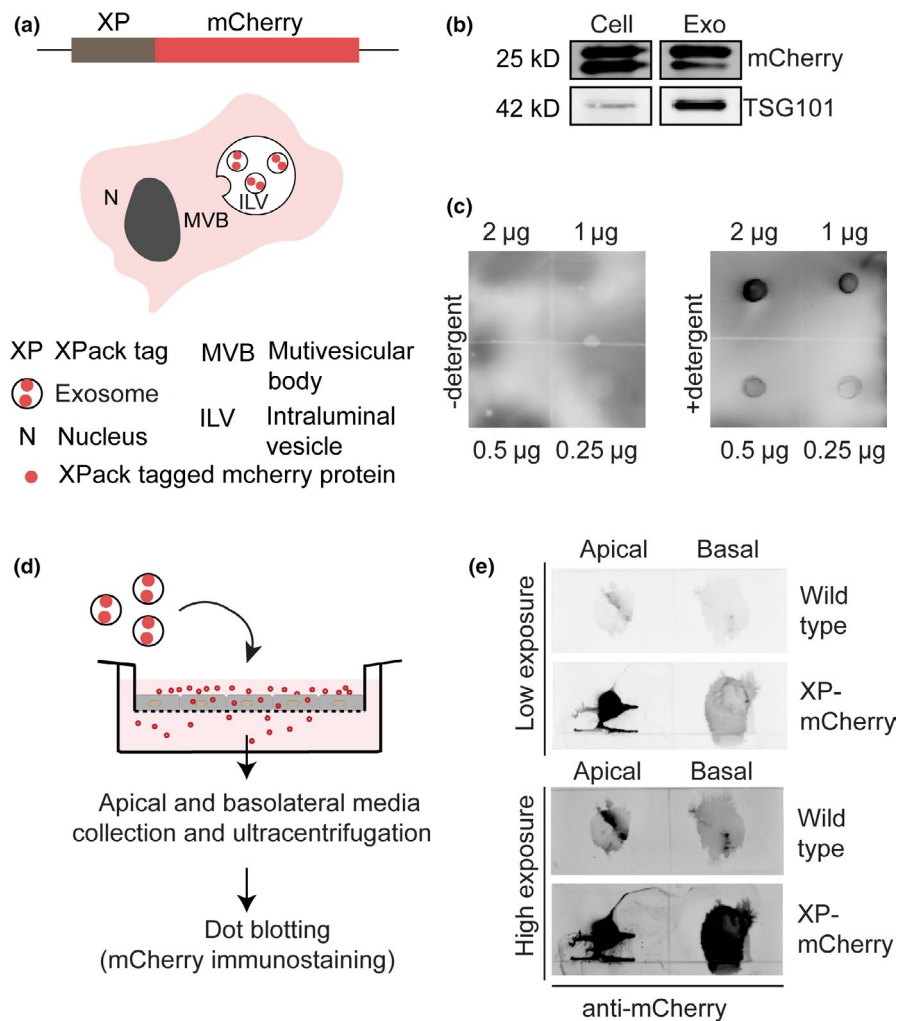 (a)
XP mCherry
N
MVB
ILV
XP XPack tag
Exosome
N Nucleus
XPack tagged mcherry protein
MVB Mutivesicular
body
ILV Intraluminal
vesicle
(b)
Cell Exo
25 kD mCherry
42 kD TSG101
(c)
2 µg 1 µg
-detergent
0.5 µg 0.25 µg
2 µg 1 µg
+detergent
0.5 µg 0.25 µg
(d)
Apical and basolateral media
collection and ultracentrifugation
Dot blotting
(mCherry immunostaining)
(e)
Apical Basal
Low exposure
Wild
type
XP-
mCherry
Apical Basal
High exposure
Wild
type
XP-
mCherry
anti-mCherry